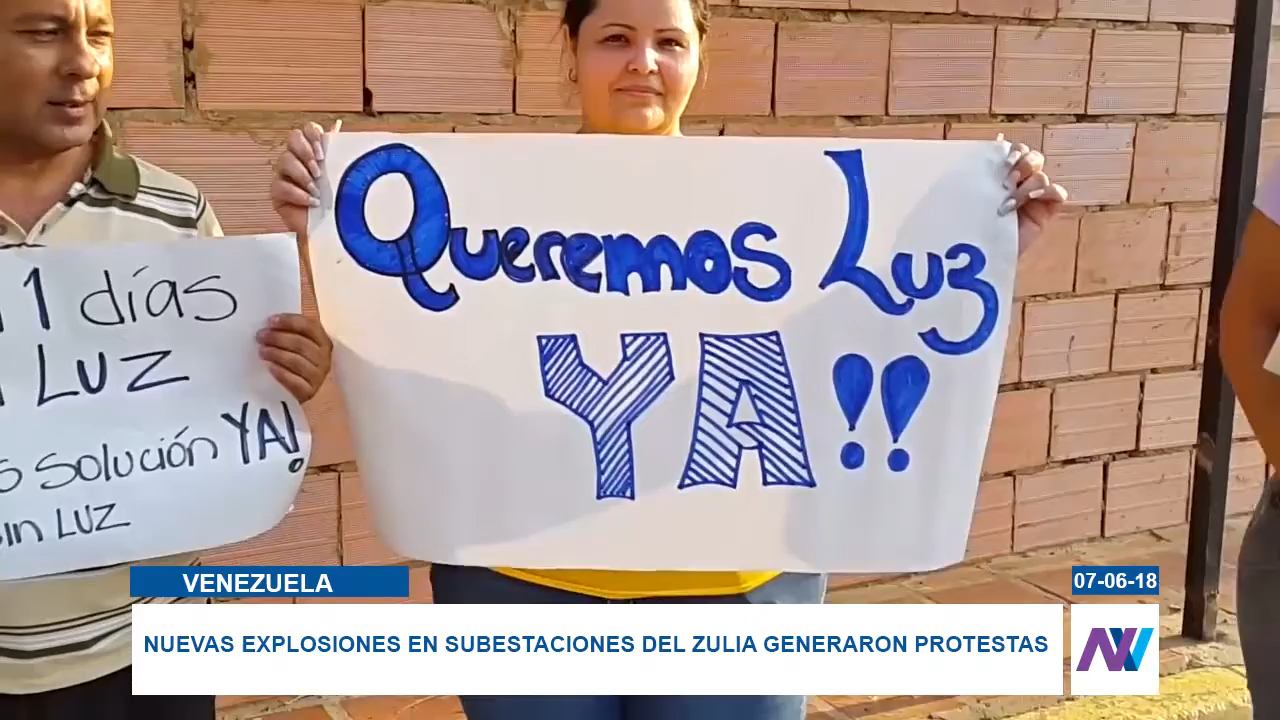 Queremos Luz
YA!!
1 días
LUZ
solución YA!
LUZ
VENEZUELA
07-06-18
NUEVAS EXPLOSIONES EN SUBESTACIONES DEL ZULIA GENERARON PROTESTAS